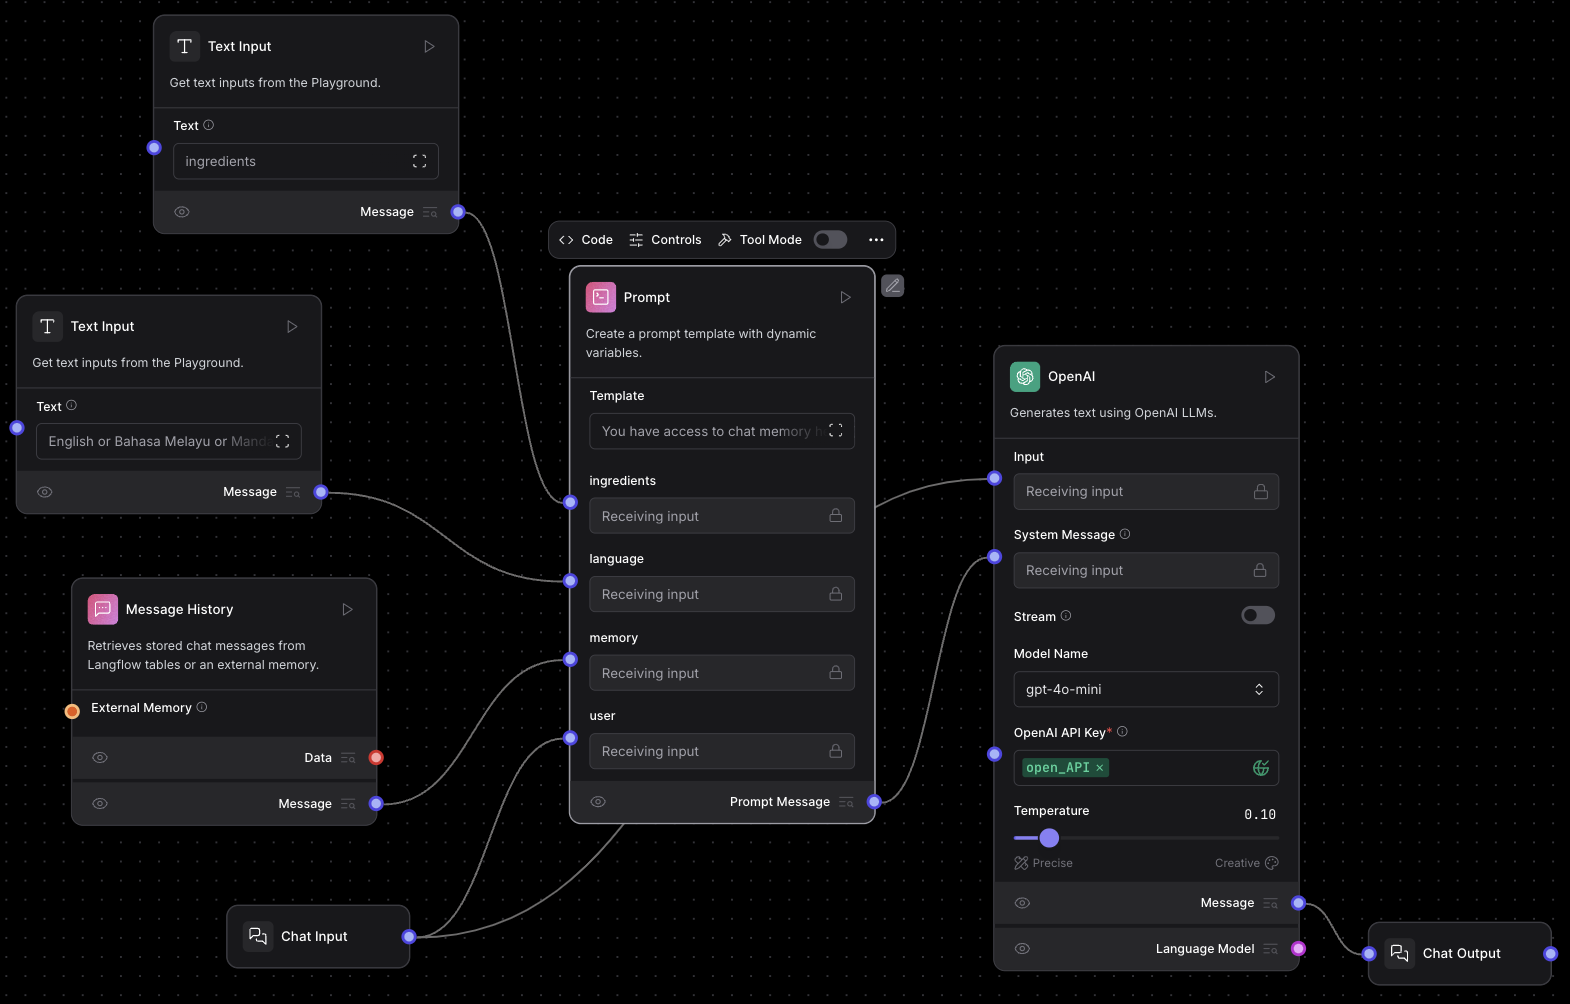 Text Input
Get text inputs from the Playground.
Text
ingredients
Message
Text Input
Get text inputs from the Playground.
Text
English or Bahasa Melayu or Mand
Message
Message History
Retrieves stored chat messages from
Langflow tables or an external memory.
External Memory
Data
Message
Chat Input
Code
Controls
Tool Mode
Prompt
Create a prompt template with dynamic
variables.
Template
You have access to chat memory h
ingredients
Receiving input
language
Receiving input
memory
Receiving input
user
Receiving input
Prompt Message
OpenAI
Generates text using OpenAI LLMs.
Input
Receiving input
System Message
Receiving input
Stream
Model Name
gpt-4o-mini
OpenAI API Key*
open_API ×
Temperature
0.10
Precise
Creative
Message
Language Model
Chat Output